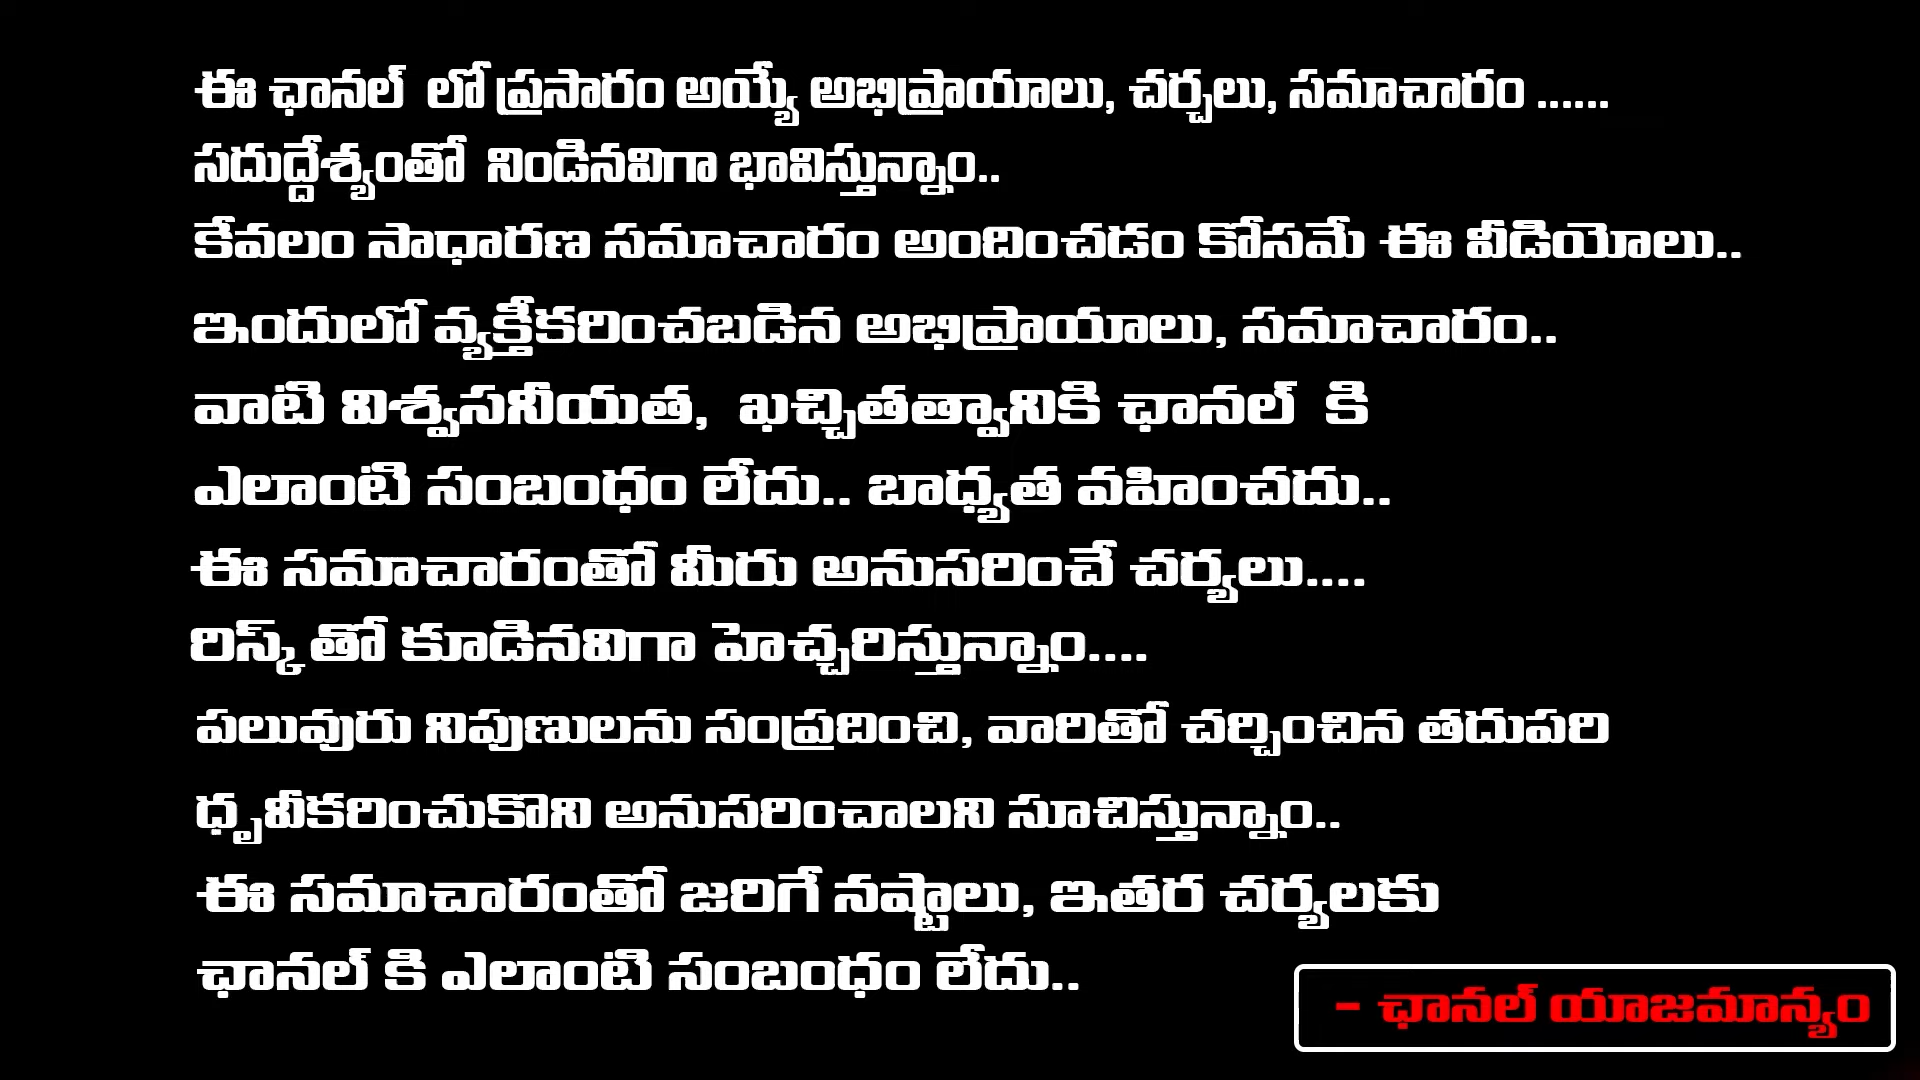 ఈ ఛానల్ లో ప్రసారం అయ్యే అభిప్రాయాలు, చర్చలు, సమాచారం ......
సదుద్దేశ్యంతో నిండినవిగా భావిస్తున్నాం..
కేవలం సాధారణ సమాచారం అందించడం కోసమే ఈ వీడియోలు..
ఇందులో వ్యక్తీకరించబడిన అభిప్రాయాలు, సమాచారం..
వాటి విశ్వసనీయత, ఖచ్చితత్వానికి ఛానల్ కి
ఎలాంటి సంబంధం లేదు.. బాధ్యత వహించదు..
ఈ సమాచారంతో మీరు అనుసరించే చర్యలు....
రిస్క్ తో కూడినవిగా హెచ్చరిస్తున్నాం....
పలువురు నిపుణులను సంప్రదించి, వారితో చర్చించిన తదుపరి
ధృవీకరించుకొని అనుసరించాలని సూచిస్తున్నాం..
ఈ సమాచారంతో జరిగే నష్టాలు, ఇతర చర్యలకు
ఛానల్ కి ఎలాంటి సంబంధం లేదు..
- ఛానల్ యాజమాన్యం